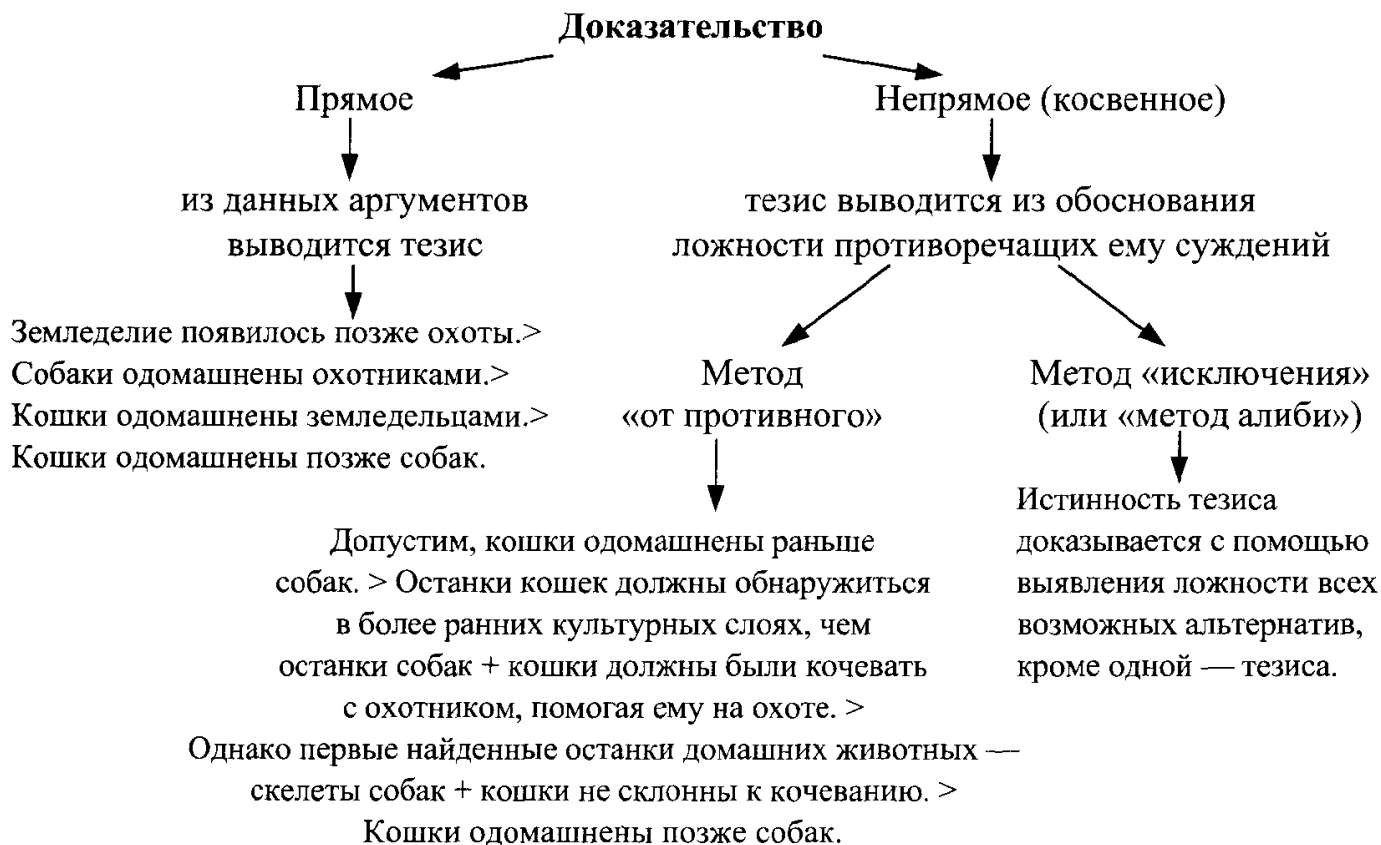 Доказательство
Прямое
Непрямое (косвенное)
из данных аргументов
выводится тезис
тезис выводится из обоснования
ложности противоречащих ему суждений
Земледелие появилось позже охоты.>
Собаки одомашнены охотниками.>
Кошки одомашнены земледельцами.>
Кошки одомашнены позже собак.
Метод
«от противного»
Метод «исключения»
(или «метод алиби»)
Допустим, кошки одомашнены раньше
собак. > Останки кошек должны обнаружиться
в более ранних культурных слоях, чем
останки собак + кошки должны были кочевать
с охотником, помогая ему на охоте. >
Однако первые найденные останки домашних животных —
скелеты собак + кошки не склонны к кочеванию. >
Кошки одомашнены позже собак.
Истинность тезиса
доказывается с помощью
выявления ложности всех
возможных альтернатив,
кроме одной — тезиса.